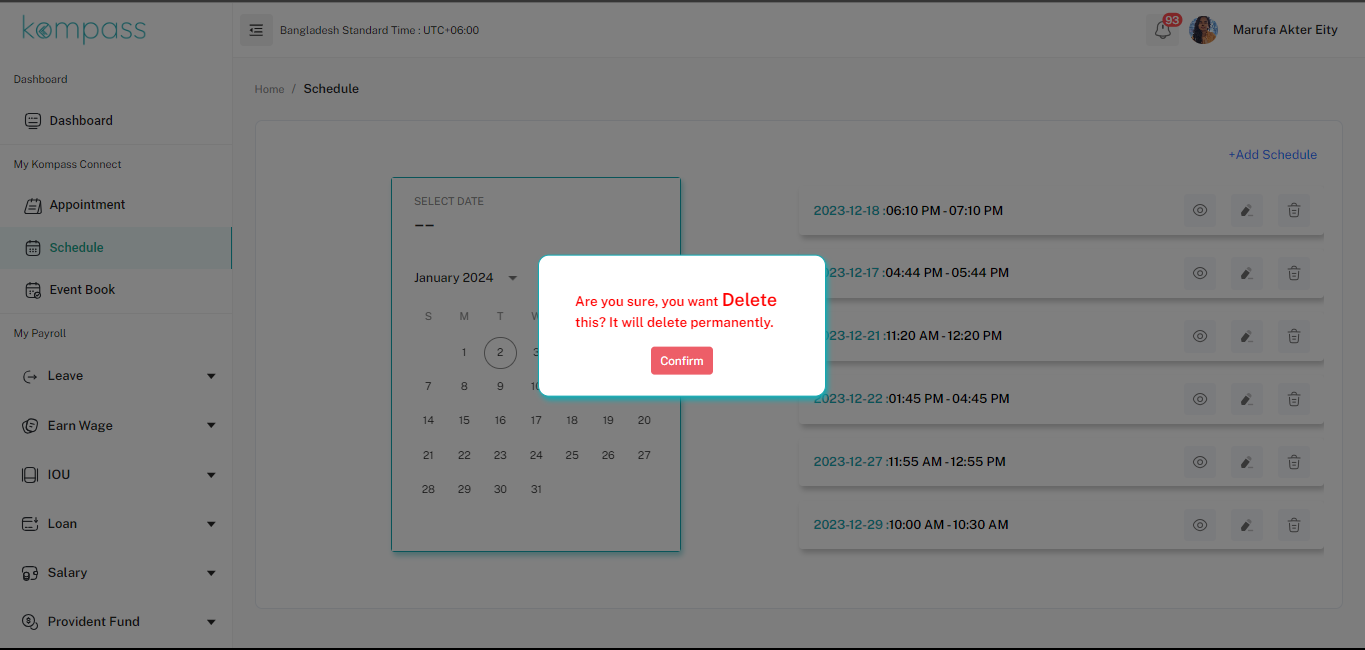 kompass
Bangladesh Standard Time : UTC+06:00
93
Marufa Akter Eity
Dashboard
Dashboard
My Kompass Connect
Appointment
Schedule
Event Book
My Payroll
Leave
Earn Wage
IOU
Loan
Salary
Provident Fund
Home / Schedule
+Add Schedule
SELECT DATE
––
January 2024
S M T W
1 2 3
7 8 9 10
14 15 16 17 18 19 20
21 22 23 24 25 26 27
28 29 30 31
Are you sure, you want Delete
this? It will delete permanently.
Confirm
2023-12-18 :06:10 PM - 07:10 PM
23-12-17 :04:44 PM - 05:44 PM
23-12-21 :11:20 AM - 12:20 PM
2023-12-22 :01:45 PM - 04:45 PM
2023-12-27 :11:55 AM - 12:55 PM
2023-12-29 :10:00 AM - 10:30 AM